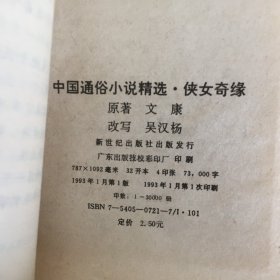 中国通俗小说精选·侠女奇缘
原著 文康
改写 吴汉杨
新世纪出版社出版发行
广东出版技校彩印厂 印刷
787×1092毫米 32开本 4印张 73,000字
1993年1月第1版 1993年1月第1次印刷
印数:1—30000册
ISBN 7—5405—0721—7/I·101
定价 2.50元